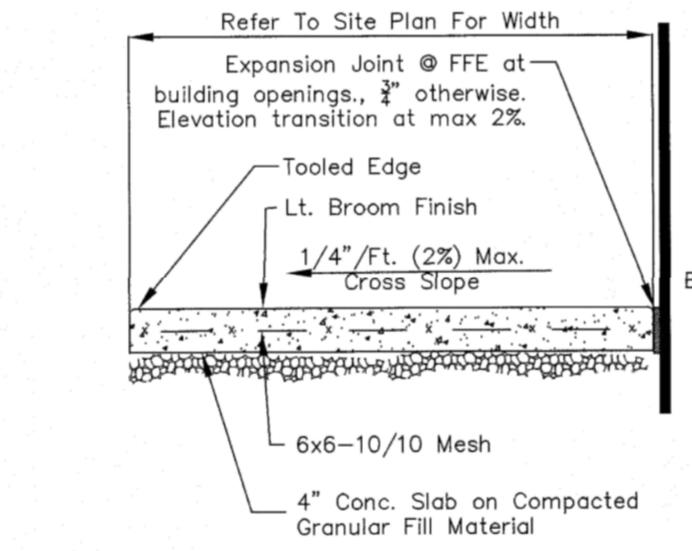 Refer To Site Plan For Width
Expansion Joint @ FFE at
building openings., 3/4" otherwise.
Elevation transition at max 2%.
Tooled Edge
Lt. Broom Finish
1/4"/Ft. (2%) Max.
Cross Slope
E
6x6-10/10 Mesh
4" Conc. Slab on Compacted
Granular Fill Material